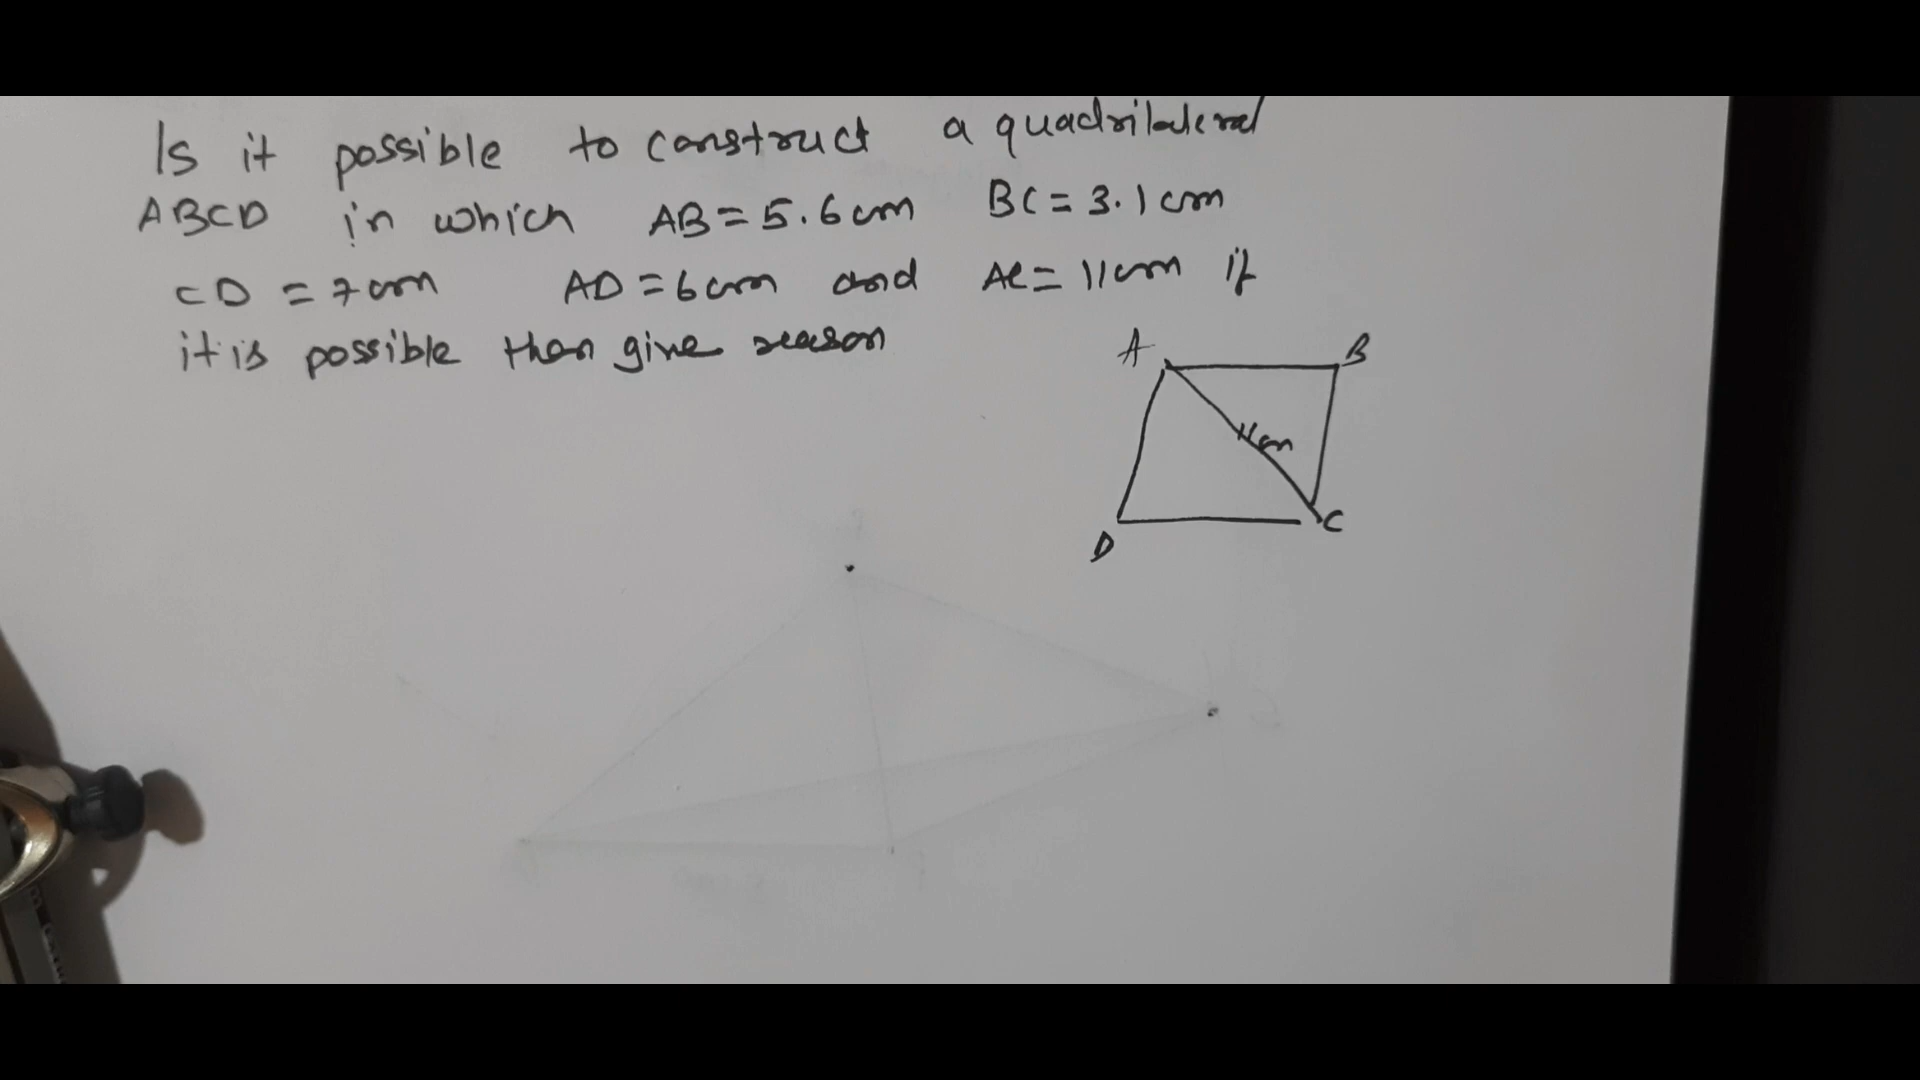 Is it possible to construct a quadrilateral
ABCD in which AB = 5.6 cm BC = 3.1 cm
CD = 7 cm AD = 6 cm and AC = 11 cm if
it is possible then give reason
A B
11cm
C
D